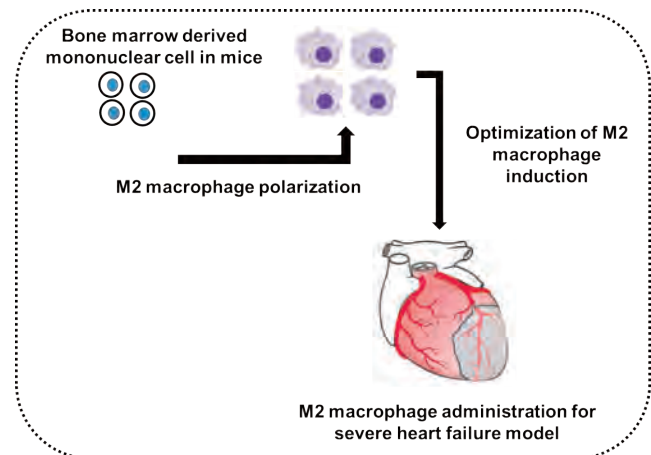 Bone marrow derived
mononuclear cell in mice
M2 macrophage polarization
Optimization of M2
macrophage
induction
M2 macrophage administration for
severe heart failure model